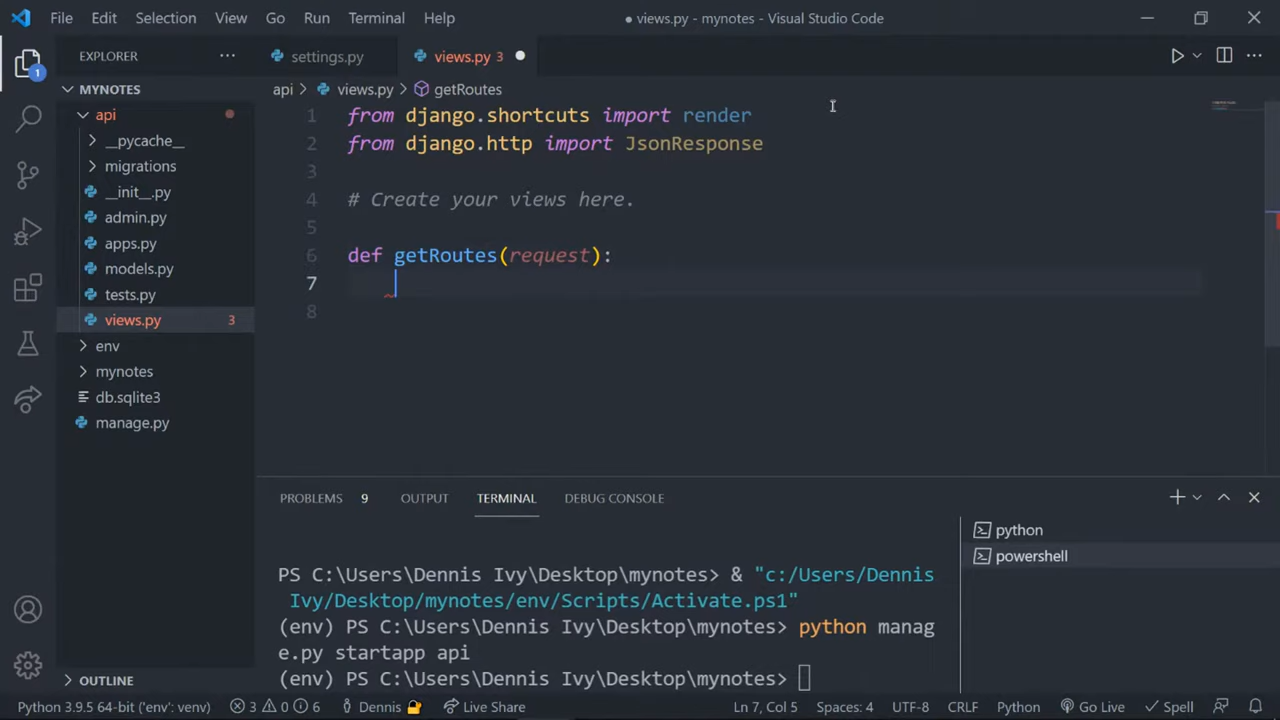 File Edit Selection View Go Run Terminal Help
● views.py - mynotes - Visual Studio Code
EXPLORER ...
settings.py
views.py 3
MYNOTES
api > views.py > getRoutes
api
__pycache__
migrations
__init__.py
admin.py
apps.py
models.py
tests.py
views.py 3
env
mynotes
db.sqlite3
manage.py
OUTLINE
1
1 from django.shortcuts import render
2 from django.http import JsonResponse
3
4 # Create your views here.
5
6 def getRoutes(request):
7
8
PROBLEMS 9 OUTPUT TERMINAL DEBUG CONSOLE
PS C:\Users\Dennis Ivy\Desktop\mynotes> & "c:/Users/Dennis
Ivy/Desktop/mynotes/env/Scripts/Activate.ps1"
(env) PS C:\Users\Dennis Ivy\Desktop\mynotes> python manag
e.py startapp api
(env) PS C:\Users\Dennis Ivy\Desktop\mynotes>
python
powershell
Python 3.9.5 64-bit ('env': venv) 3 0 6 Dennis Live Share Ln 7, Col 5 Spaces: 4 UTF-8 CRLF Python Go Live Spell